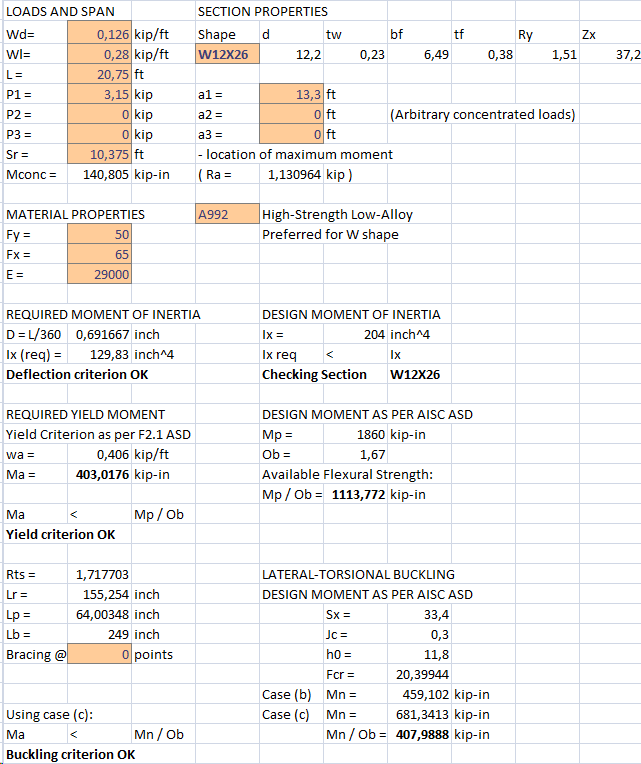 LOADS AND SPAN SECTION PROPERTIES
Wd= 0,126 kip/ft Shape d tw bf tf Ry Zx
Wl= 0,28 kip/ft W12X26 12,2 0,23 6,49 0,38 1,51 37,2
L = 20,75 ft
P1 = 3,15 kip a1 = 13,3 ft
P2 = 0 kip a2 = 0 ft (Arbitrary concentrated loads)
P3 = 0 kip a3 = 0 ft
Sr = 10,375 ft - location of maximum moment
Mconc = 140,805 kip-in ( Ra = 1,130964 kip )
MATERIAL PROPERTIES A992 High-Strength Low-Alloy
Fy = 50 Preferred for W shape
Fx = 65
E = 29000
REQUIRED MOMENT OF INERTIA DESIGN MOMENT OF INERTIA
D = L/360 0,691667 inch Ix = 204 inch^4
Ix (req) = 129,83 inch^4 Ix req < Ix
Deflection criterion OK Checking Section W12X26
REQUIRED YIELD MOMENT DESIGN MOMENT AS PER AISC ASD
Yield Criterion as per F2.1 ASD Mp = 1860 kip-in
wa = 0,406 kip/ft Ob = 1,67
Ma = 403,0176 kip-in Available Flexural Strength:
Mp / Ob = 1113,772 kip-in
Ma < Mp / Ob
Yield criterion OK
Rts = 1,717703 LATERAL-TORSIONAL BUCKLING
Lr = 155,254 inch DESIGN MOMENT AS PER AISC ASD
Lp = 64,00348 inch Sx = 33,4
Lb = 249 inch Jc = 0,3
Bracing @ 0 points h0 = 11,8
Fcr = 20,39944
Case (b) Mn = 459,102 kip-in
Using case (c): Case (c) Mn = 681,3413 kip-in
Ma < Mn / Ob Mn / Ob = 407,9888 kip-in
Buckling criterion OK